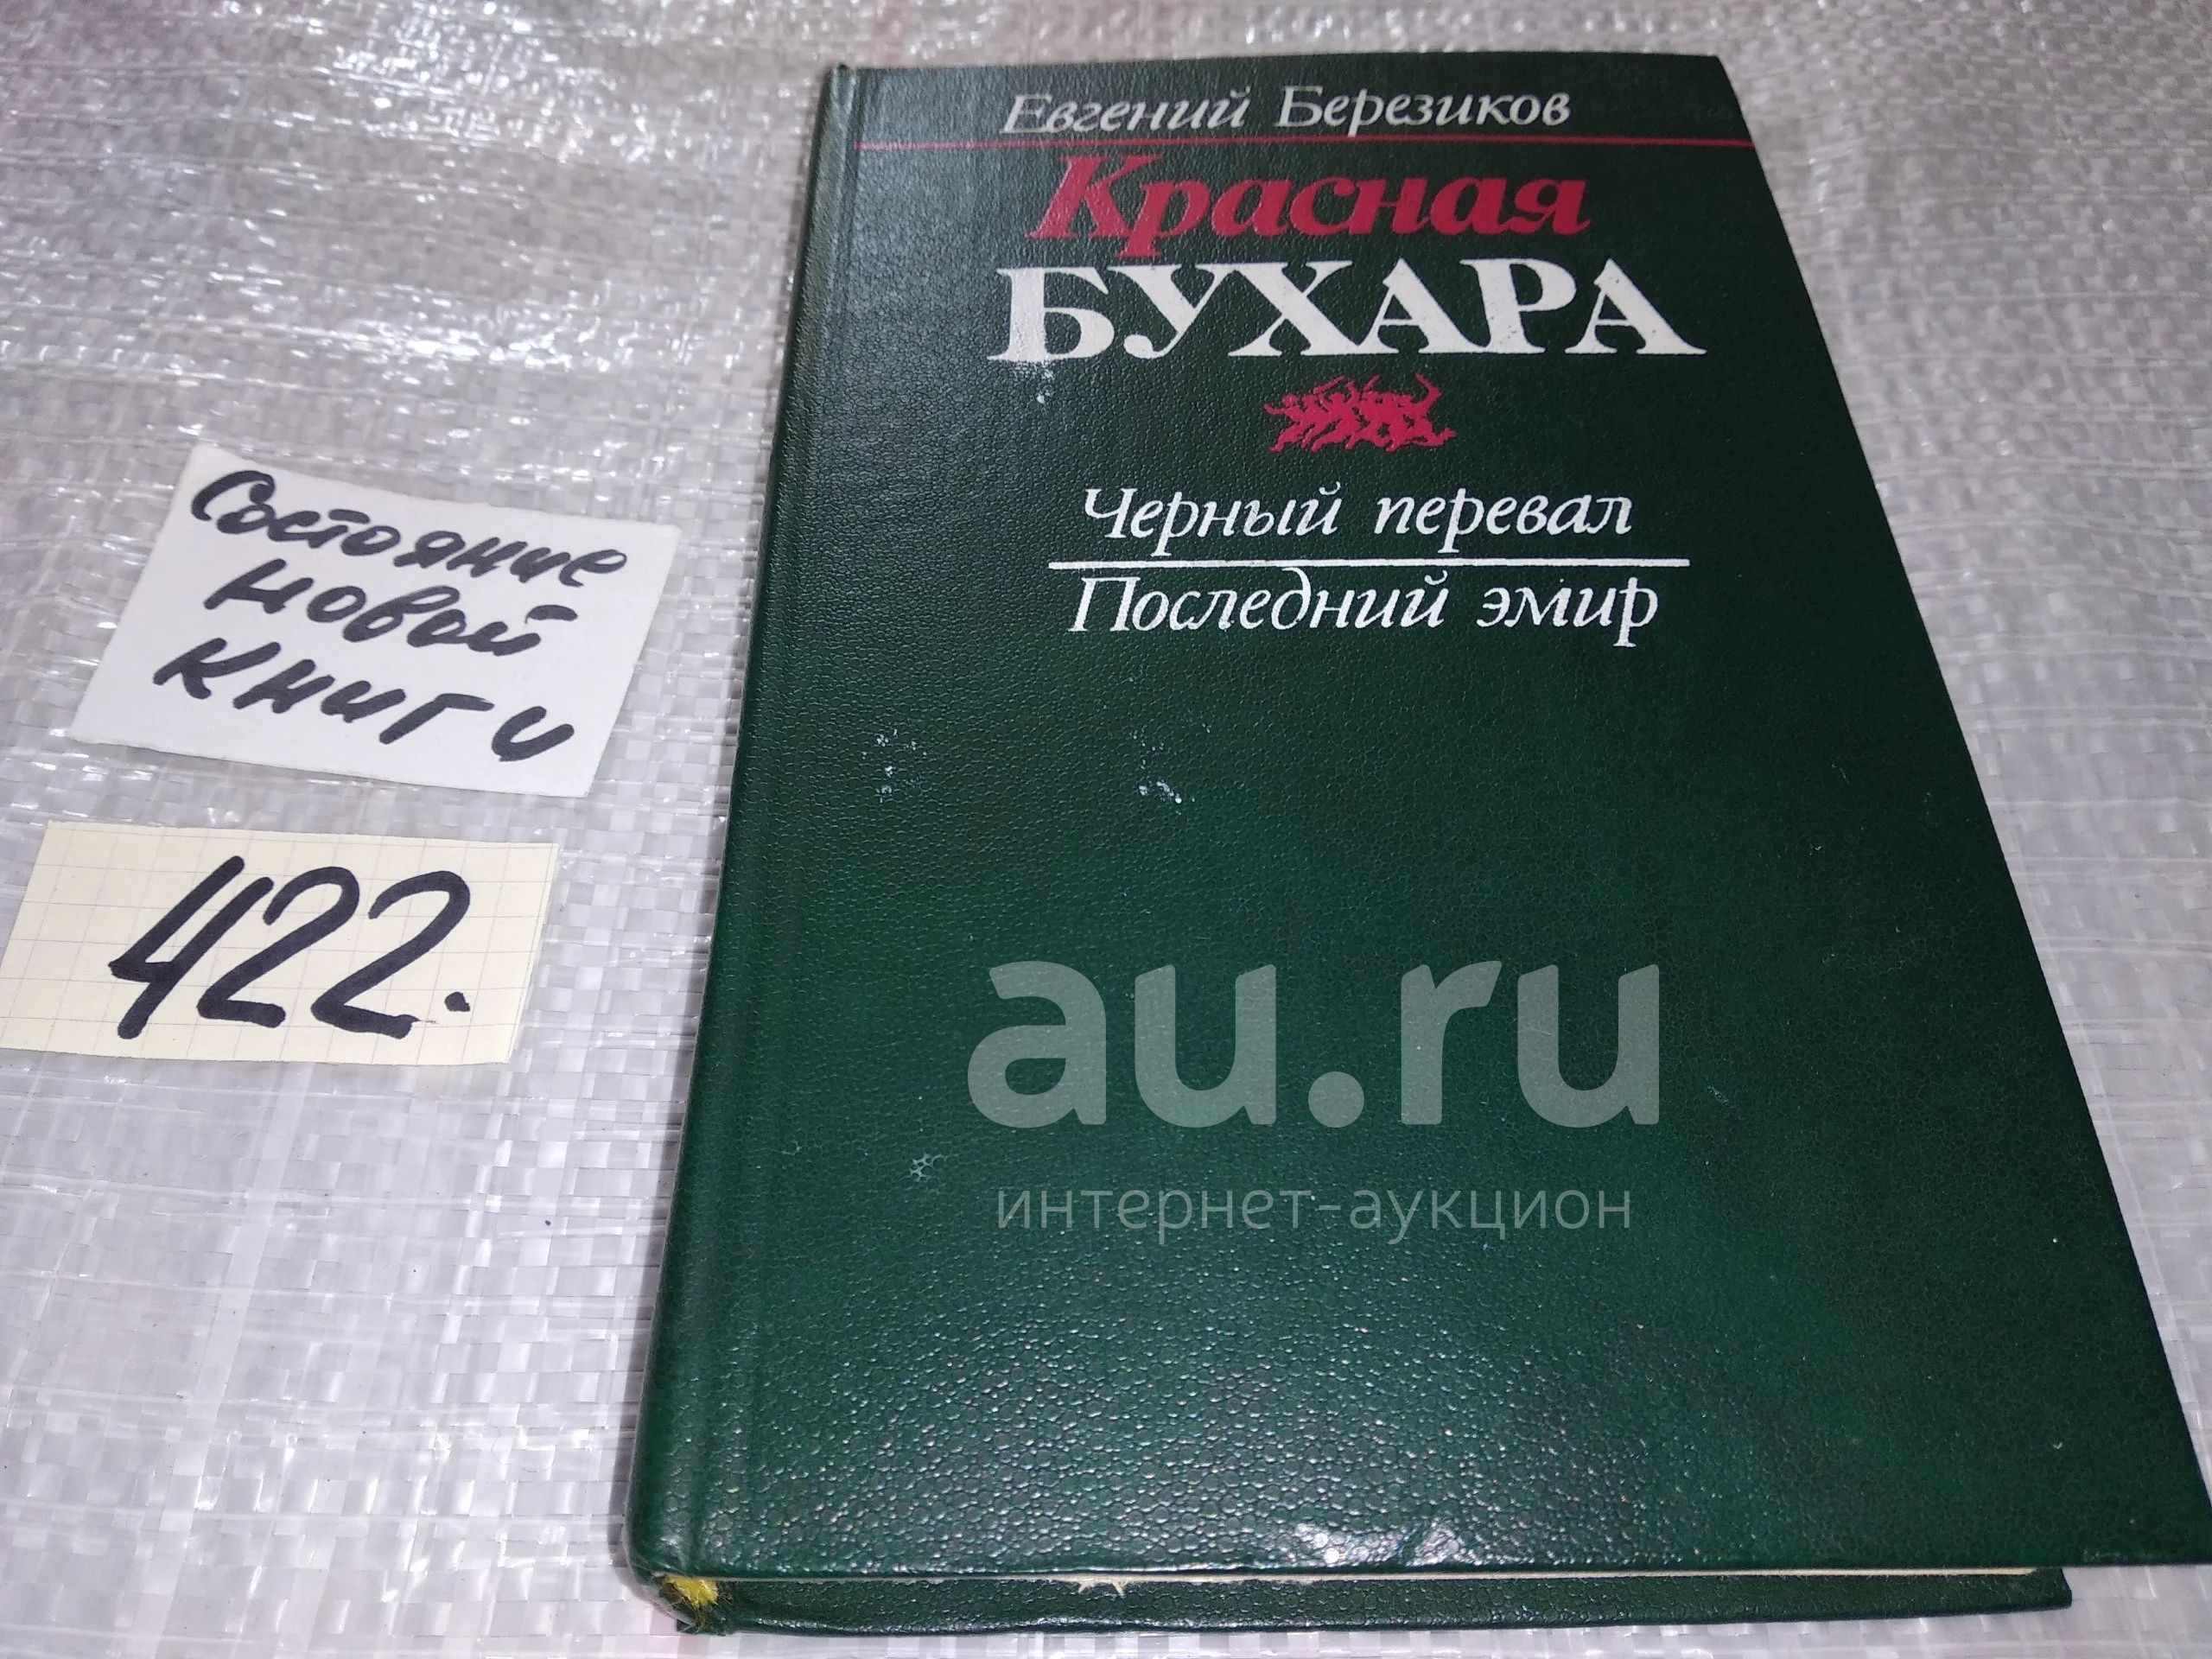 Евгений Березиков
Красная
БУХАРА
Черный перевал
Последний эмир
Состояние
новой
книги
422.
au.ru
интернет-аукцион